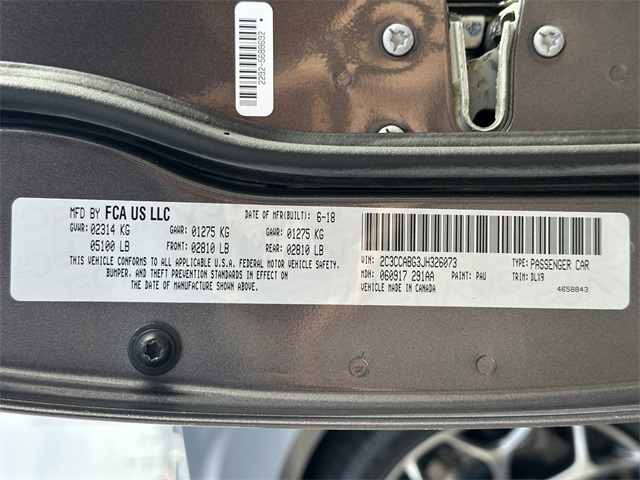 2292-5688692
MFD BY FCA US LLC DATE OF MFR(BUILT): 6-18
GVWR: 02314 KG GAWR: 01275 KG GAWR: 01275 KG
05100 LB FRONT: 02810 LB REAR: 02810 LB
THIS VEHICLE CONFORMS TO ALL APPLICABLE U.S.A. FEDERAL MOTOR VEHICLE SAFETY,
BUMPER, AND THEFT PREVENTION STANDARDS IN EFFECT ON
THE DATE OF MANUFACTURE SHOWN ABOVE.
VIN: 2C3CCABG3JH326073 TYPE: PASSENGER CAR
MDH: 060917 291AA PAINT: PAU TRIM: DLX9
VEHICLE MADE IN CANADA 4658843